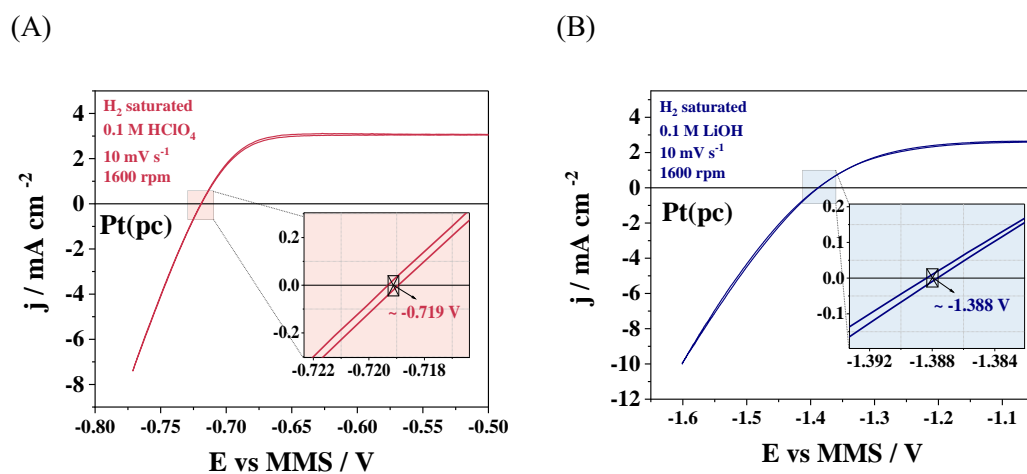 (A)
(B)
H₂ saturated
0.1 M HClO₄
10 mV s⁻¹
1600 rpm
Pt(pc)
j / mA cm⁻²
4
2
0
-2
-4
-6
-8
-0.80
-0.75
-0.70
-0.65
-0.60
-0.55
-0.50
E vs MMS / V
0.2
0.0
-0.2
~ -0.719 V
-0.722
-0.720
-0.718
H₂ saturated
0.1 M LiOH
10 mV s⁻¹
1600 rpm
Pt(pc)
j / mA cm⁻²
4
2
0
-2
-4
-6
-8
-10
-12
-1.6
-1.5
-1.4
-1.3
-1.2
-1.1
E vs MMS / V
0.2
0.1
0.0
-0.1
~ -1.388 V
-1.392
-1.388
-1.384